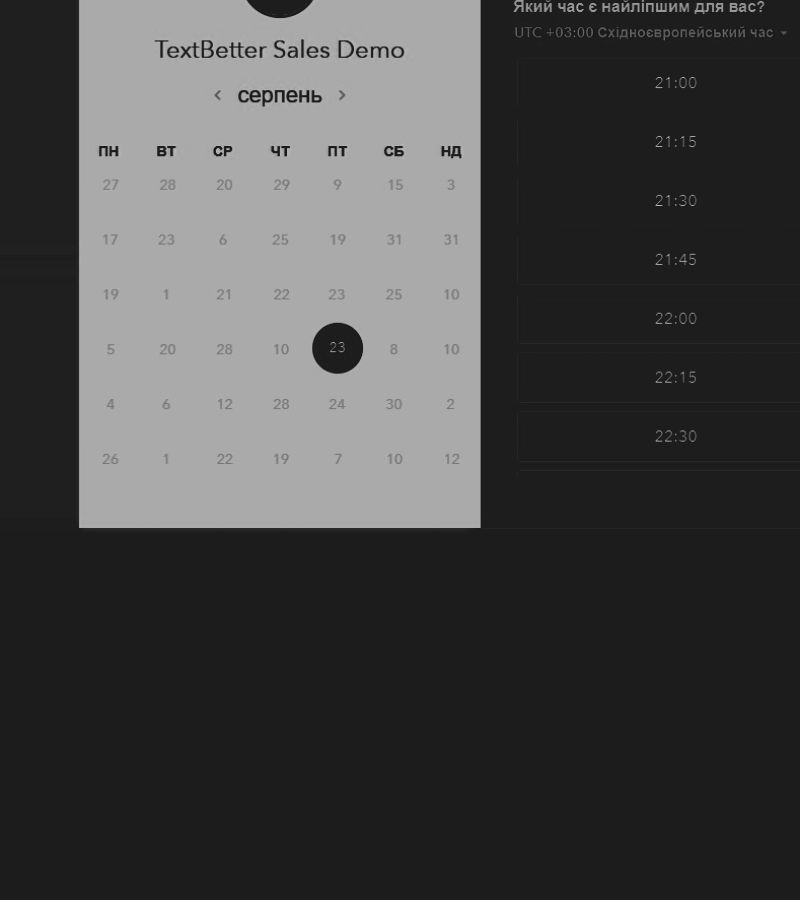 TextBetter Sales Demo
серпень
ПН ВТ СР ЧТ ПТ СБ НД
27 28 20 29 9 15 3
17 23 6 25 19 31 31
19 1 21 22 23 25 10
5 20 28 10 23 8 10
4 6 12 28 24 30 2
26 1 22 19 7 10 12
Який час є найліпшим для вас?
UTC +03:00 Східноєвропейський час
21:00
21:15
21:30
21:45
22:00
22:15
22:30